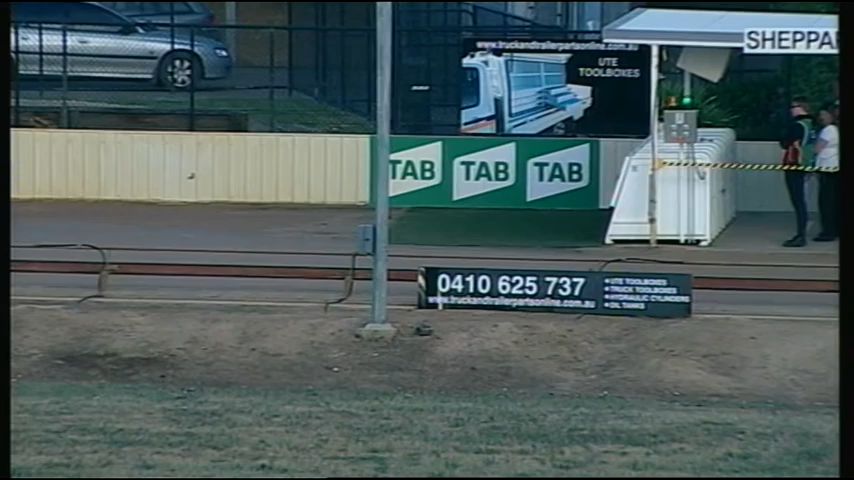 SHEPPA
www.truckandtrailerpartsonline.com.au
UTE
TOOLBOXES
TAB TAB TAB
0410 625 737
www.truckandtrailerpartsonline.com.au
• UTE TOOLBOXES
• TRUCK TOOLBOXES
• HYDRAULIC CYLINDERS
• OIL TANKS